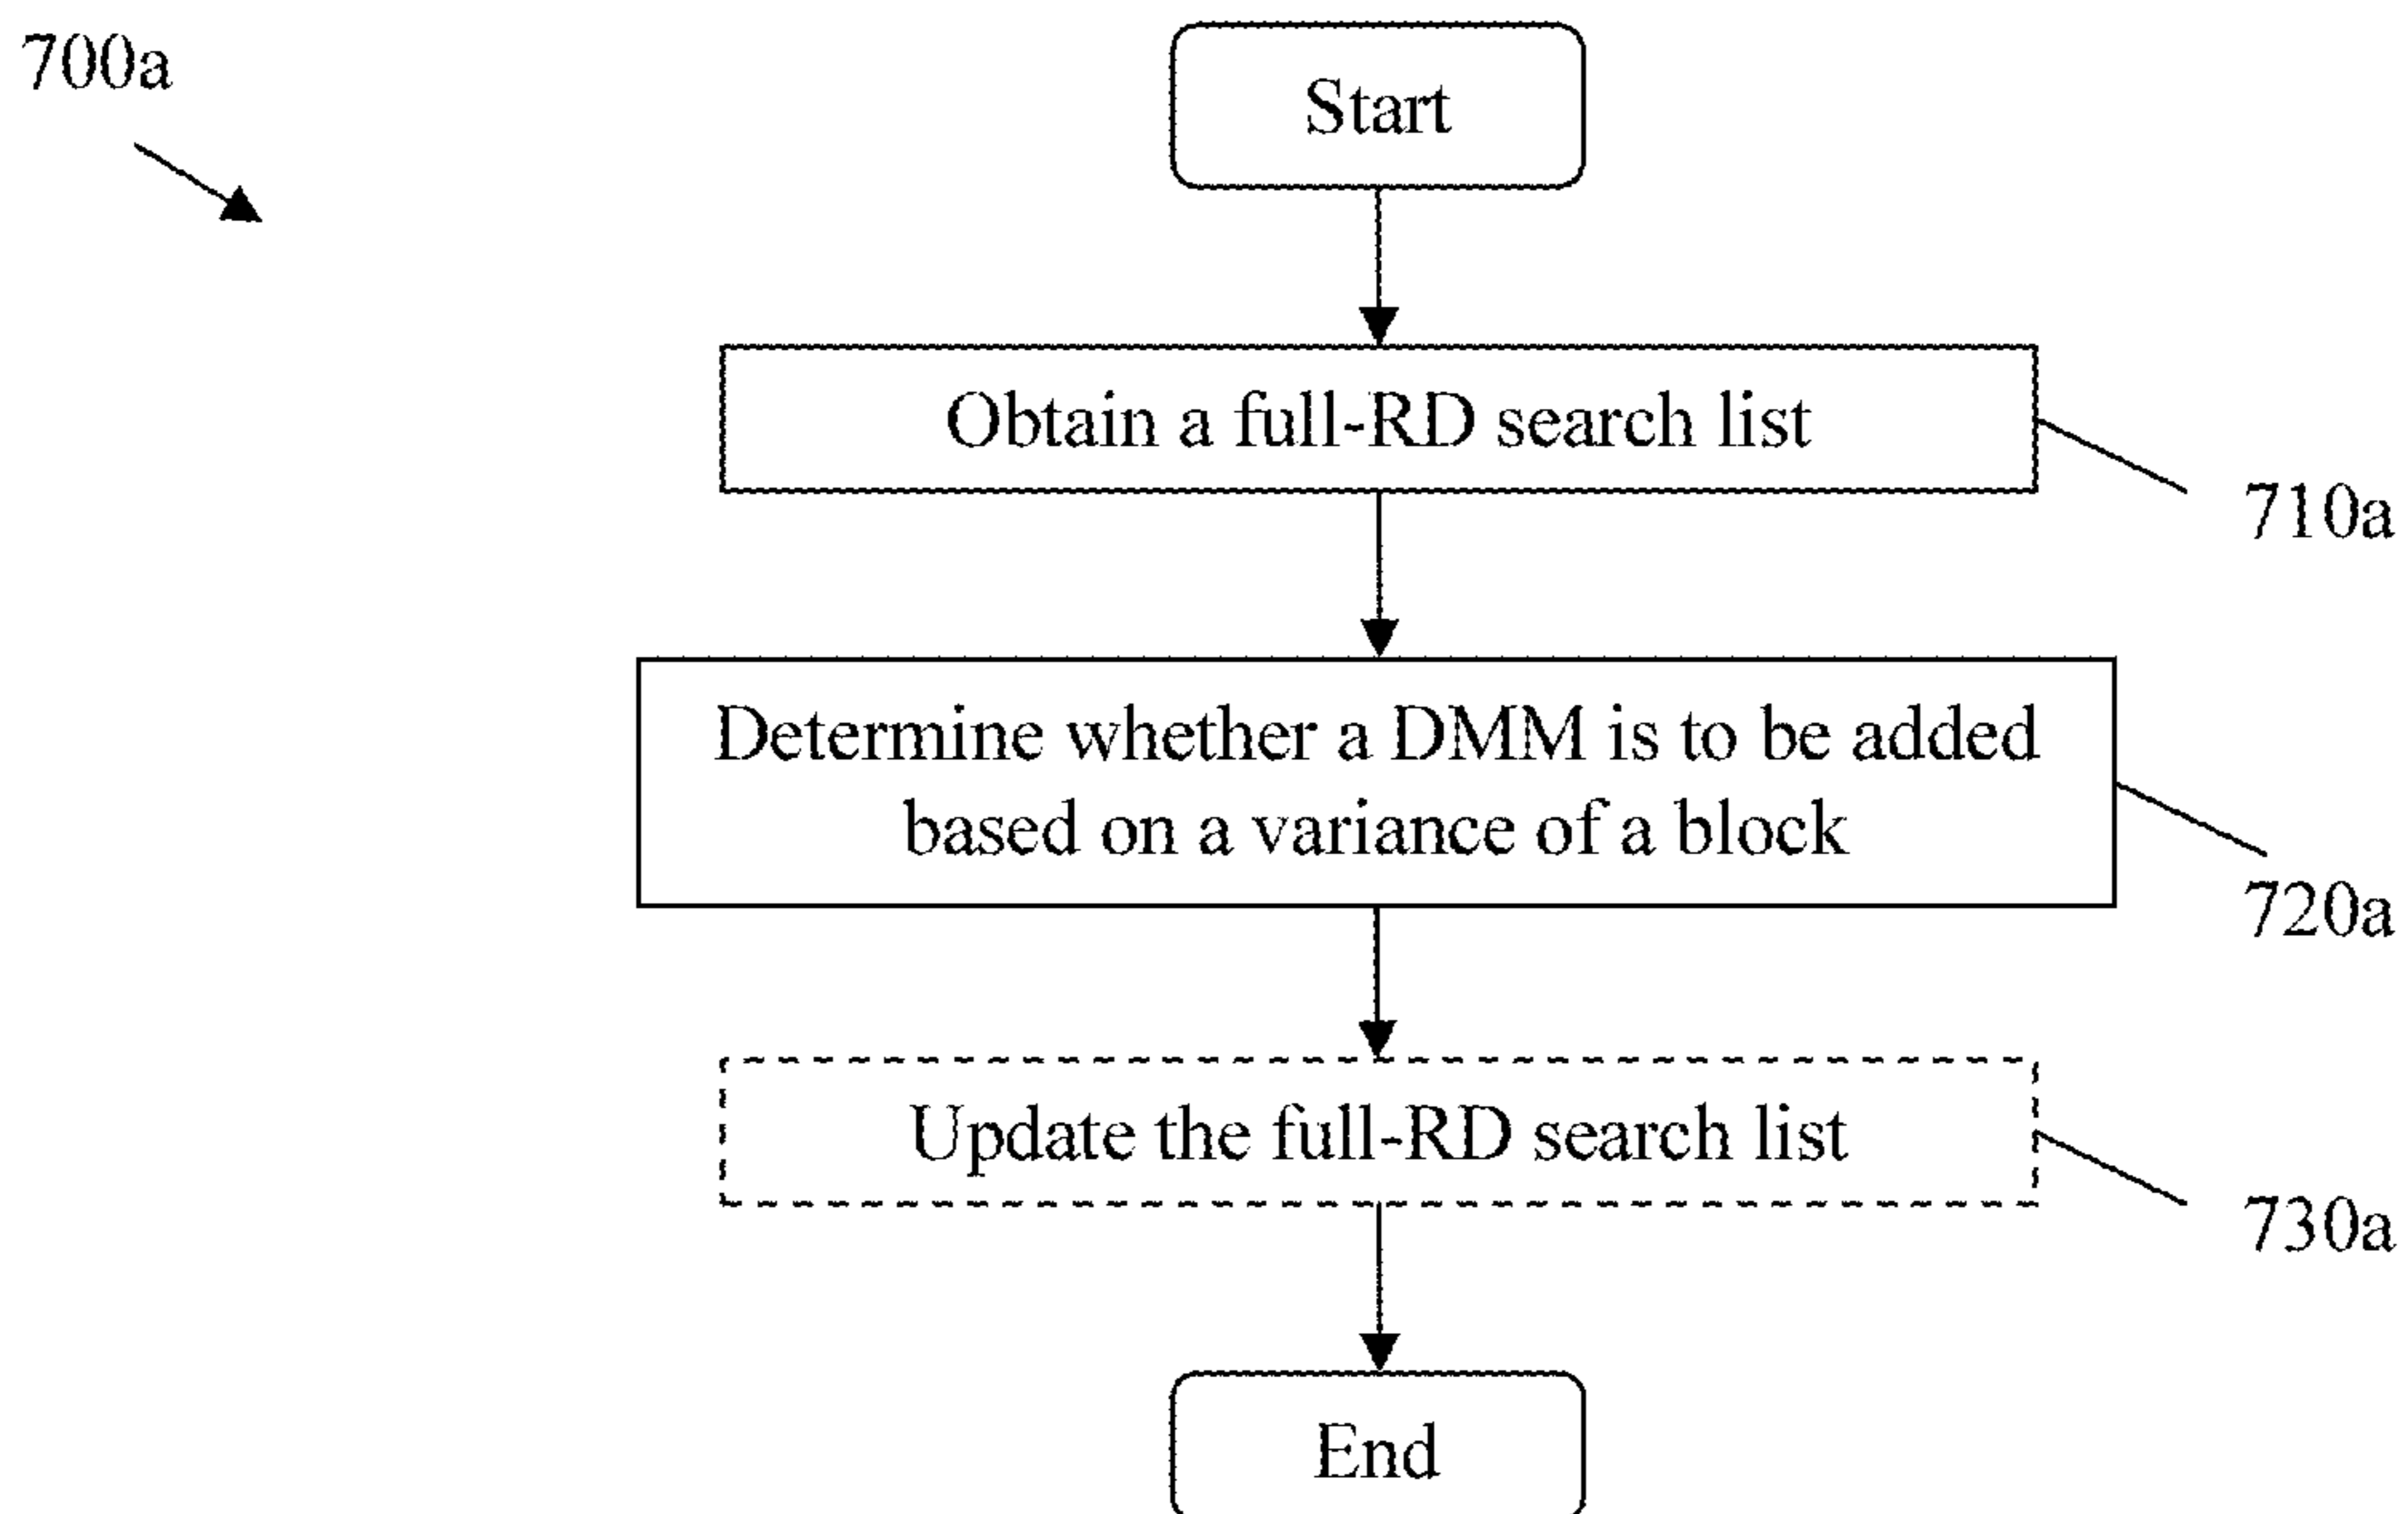 700a
Start
Obtain a full-RD search list
710a
Determine whether a DMM is to be added
based on a variance of a block
720a
Update the full-RD search list
730a
End